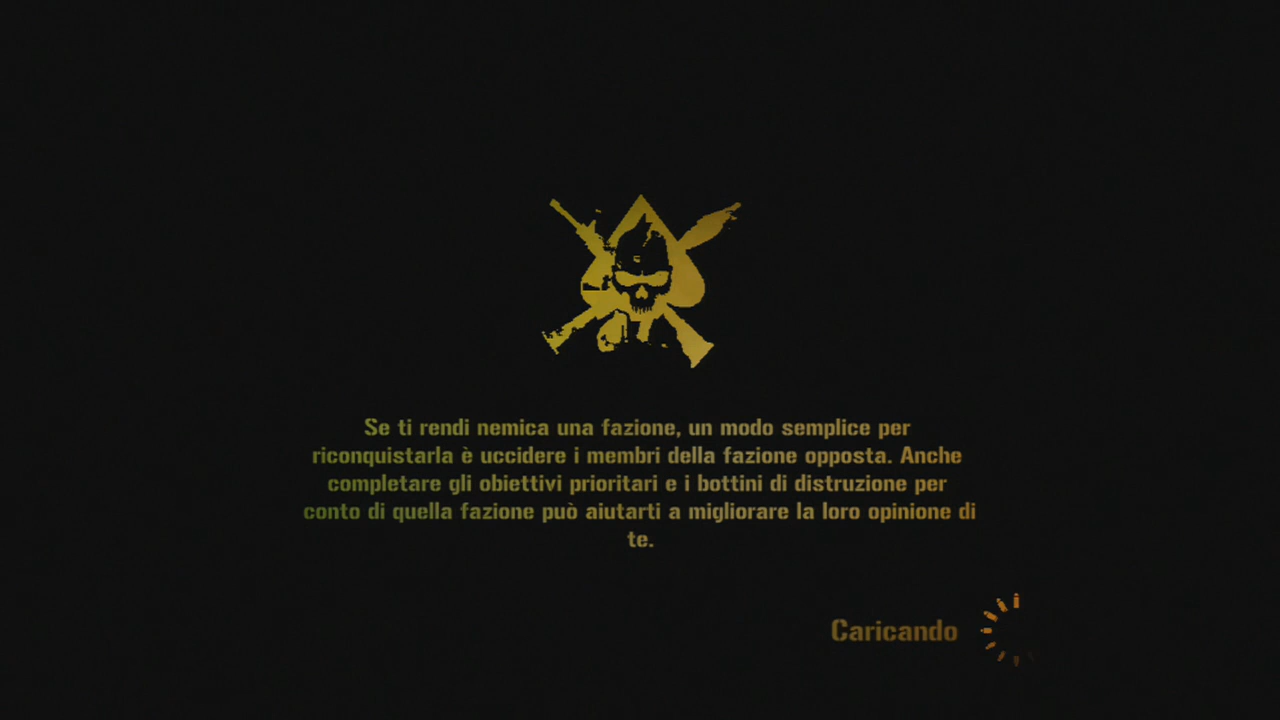 Se ti rendi nemica una fazione, un modo semplice per
riconquistarla è uccidere i membri della fazione opposta. Anche
completare gli obiettivi prioritari e i bottini di distruzione per
conto di quella fazione può aiutarti a migliorare la loro opinione di
te.
Caricando